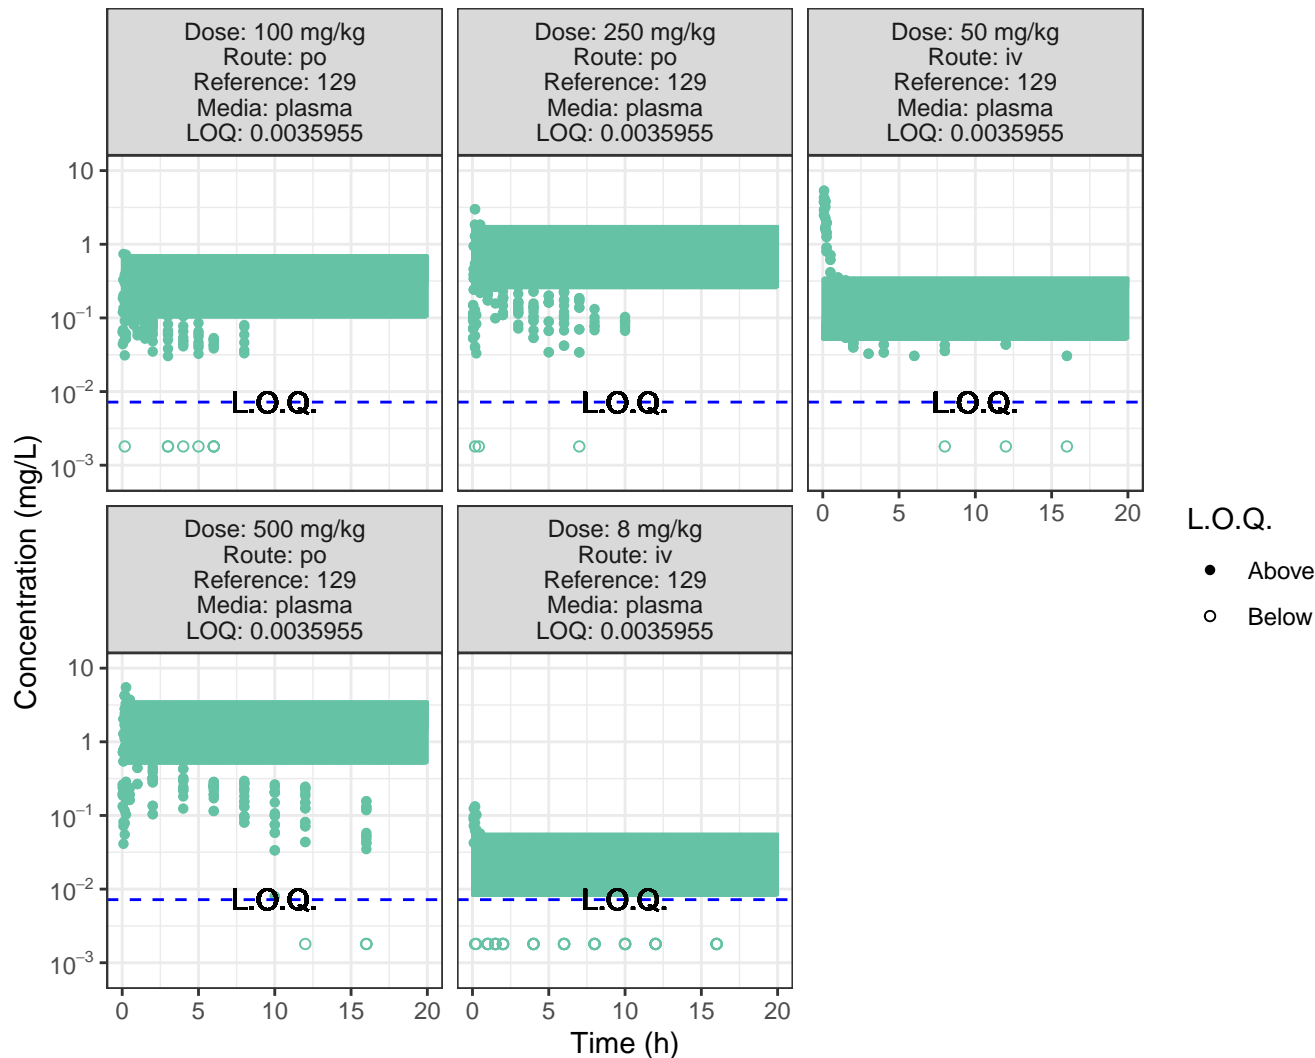 Dose: 100 mg/kg
Route: po
Reference: 129
Media: plasma
LOQ: 0.0035955
Dose: 250 mg/kg
Route: po
Reference: 129
Media: plasma
LOQ: 0.0035955
Dose: 50 mg/kg
Route: iv
Reference: 129
Media: plasma
LOQ: 0.0035955
10
1
10⁻¹
10⁻²
10⁻³
L.O.Q.
L.O.Q.
L.O.Q.
0 5 10 15 20
Dose: 500 mg/kg
Route: po
Reference: 129
Media: plasma
LOQ: 0.0035955
Dose: 8 mg/kg
Route: iv
Reference: 129
Media: plasma
LOQ: 0.0035955
10
1
10⁻¹
10⁻²
10⁻³
L.O.Q.
L.O.Q.
0 5 10 15 20
0 5 10 15 20
Time (h)
Concentration (mg/L)
L.O.Q.
Above
Below